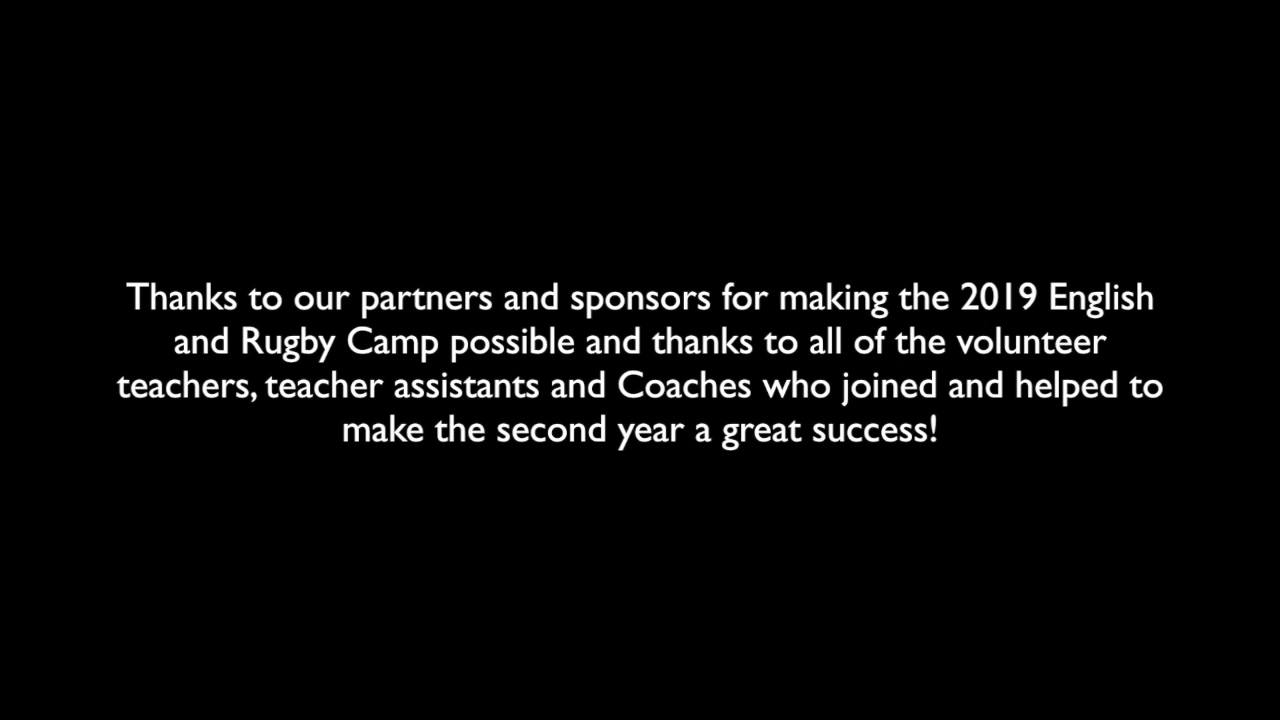 Thanks to our partners and sponsors for making the 2019 English
and Rugby Camp possible and thanks to all of the volunteer
teachers, teacher assistants and Coaches who joined and helped to
make the second year a great success!